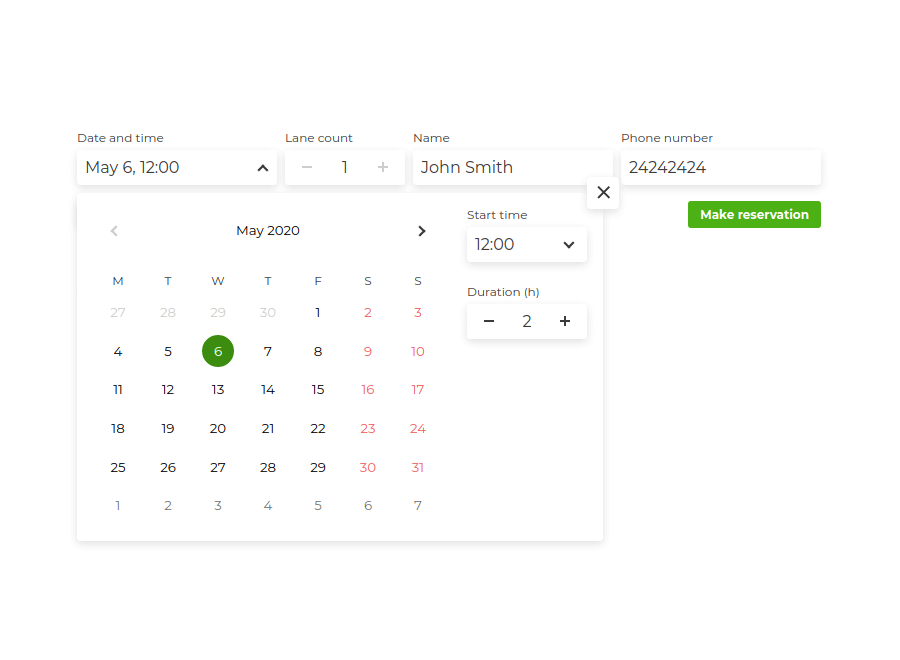 Date and time
Lane count
Name
Phone number
May 6, 12:00
1
John Smith
24242424
Make reservation
May 2020
M T W T F S S
27 28 29 30 1 2 3
4 5 6 7 8 9 10
11 12 13 14 15 16 17
18 19 20 21 22 23 24
25 26 27 28 29 30 31
1 2 3 4 5 6 7
Start time
12:00
Duration (h)
2